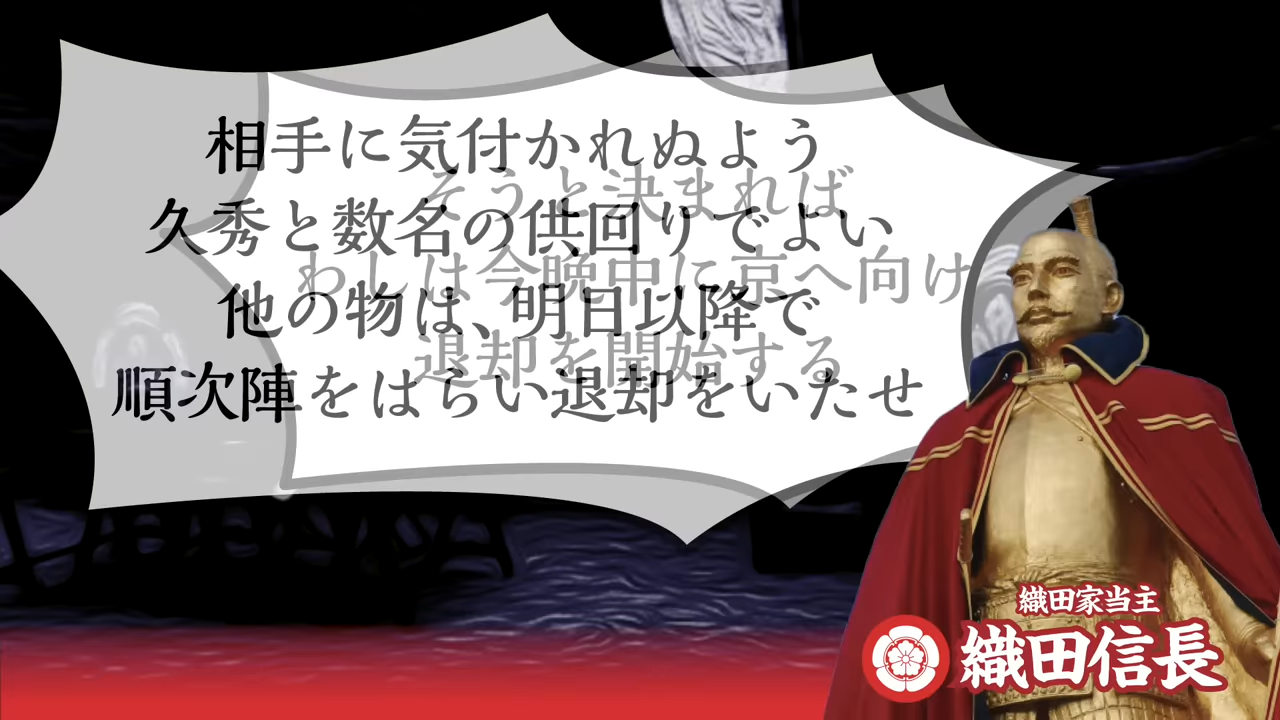 相手に気付かれぬよう
久秀と数名の供回りでよい
他の物は、明日以降で
順次陣をはらい退却をいたせ
そうと決まれば
わしは今晩中に京へ向け
退却を開始する
織田家当主
織田信長